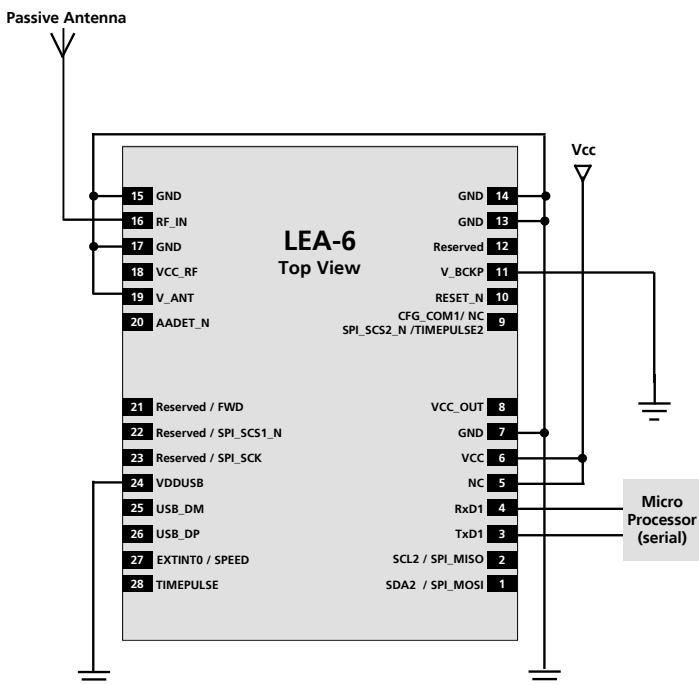 Passive Antenna
Vcc
LEA-6
Top View
15 GND
16 RF_IN
17 GND
18 VCC_RF
19 V_ANT
20 AADET_N
21 Reserved / FWD
22 Reserved / SPI_SCS1_N
23 Reserved / SPI_SCK
24 VDDUSB
25 USB_DM
26 USB_DP
27 EXTINT0 / SPEED
28 TIMEPULSE
GND 14
GND 13
Reserved 12
V_BCKP 11
RESET_N 10
CFG_COM1/ NC
SPI_SCS2_N /TIMEPULSE2 9
VCC_OUT 8
GND 7
VCC 6
NC 5
RxD1 4
TxD1 3
SCL2 / SPI_MISO 2
SDA2 / SPI_MOSI 1
Micro
Processor
(serial)